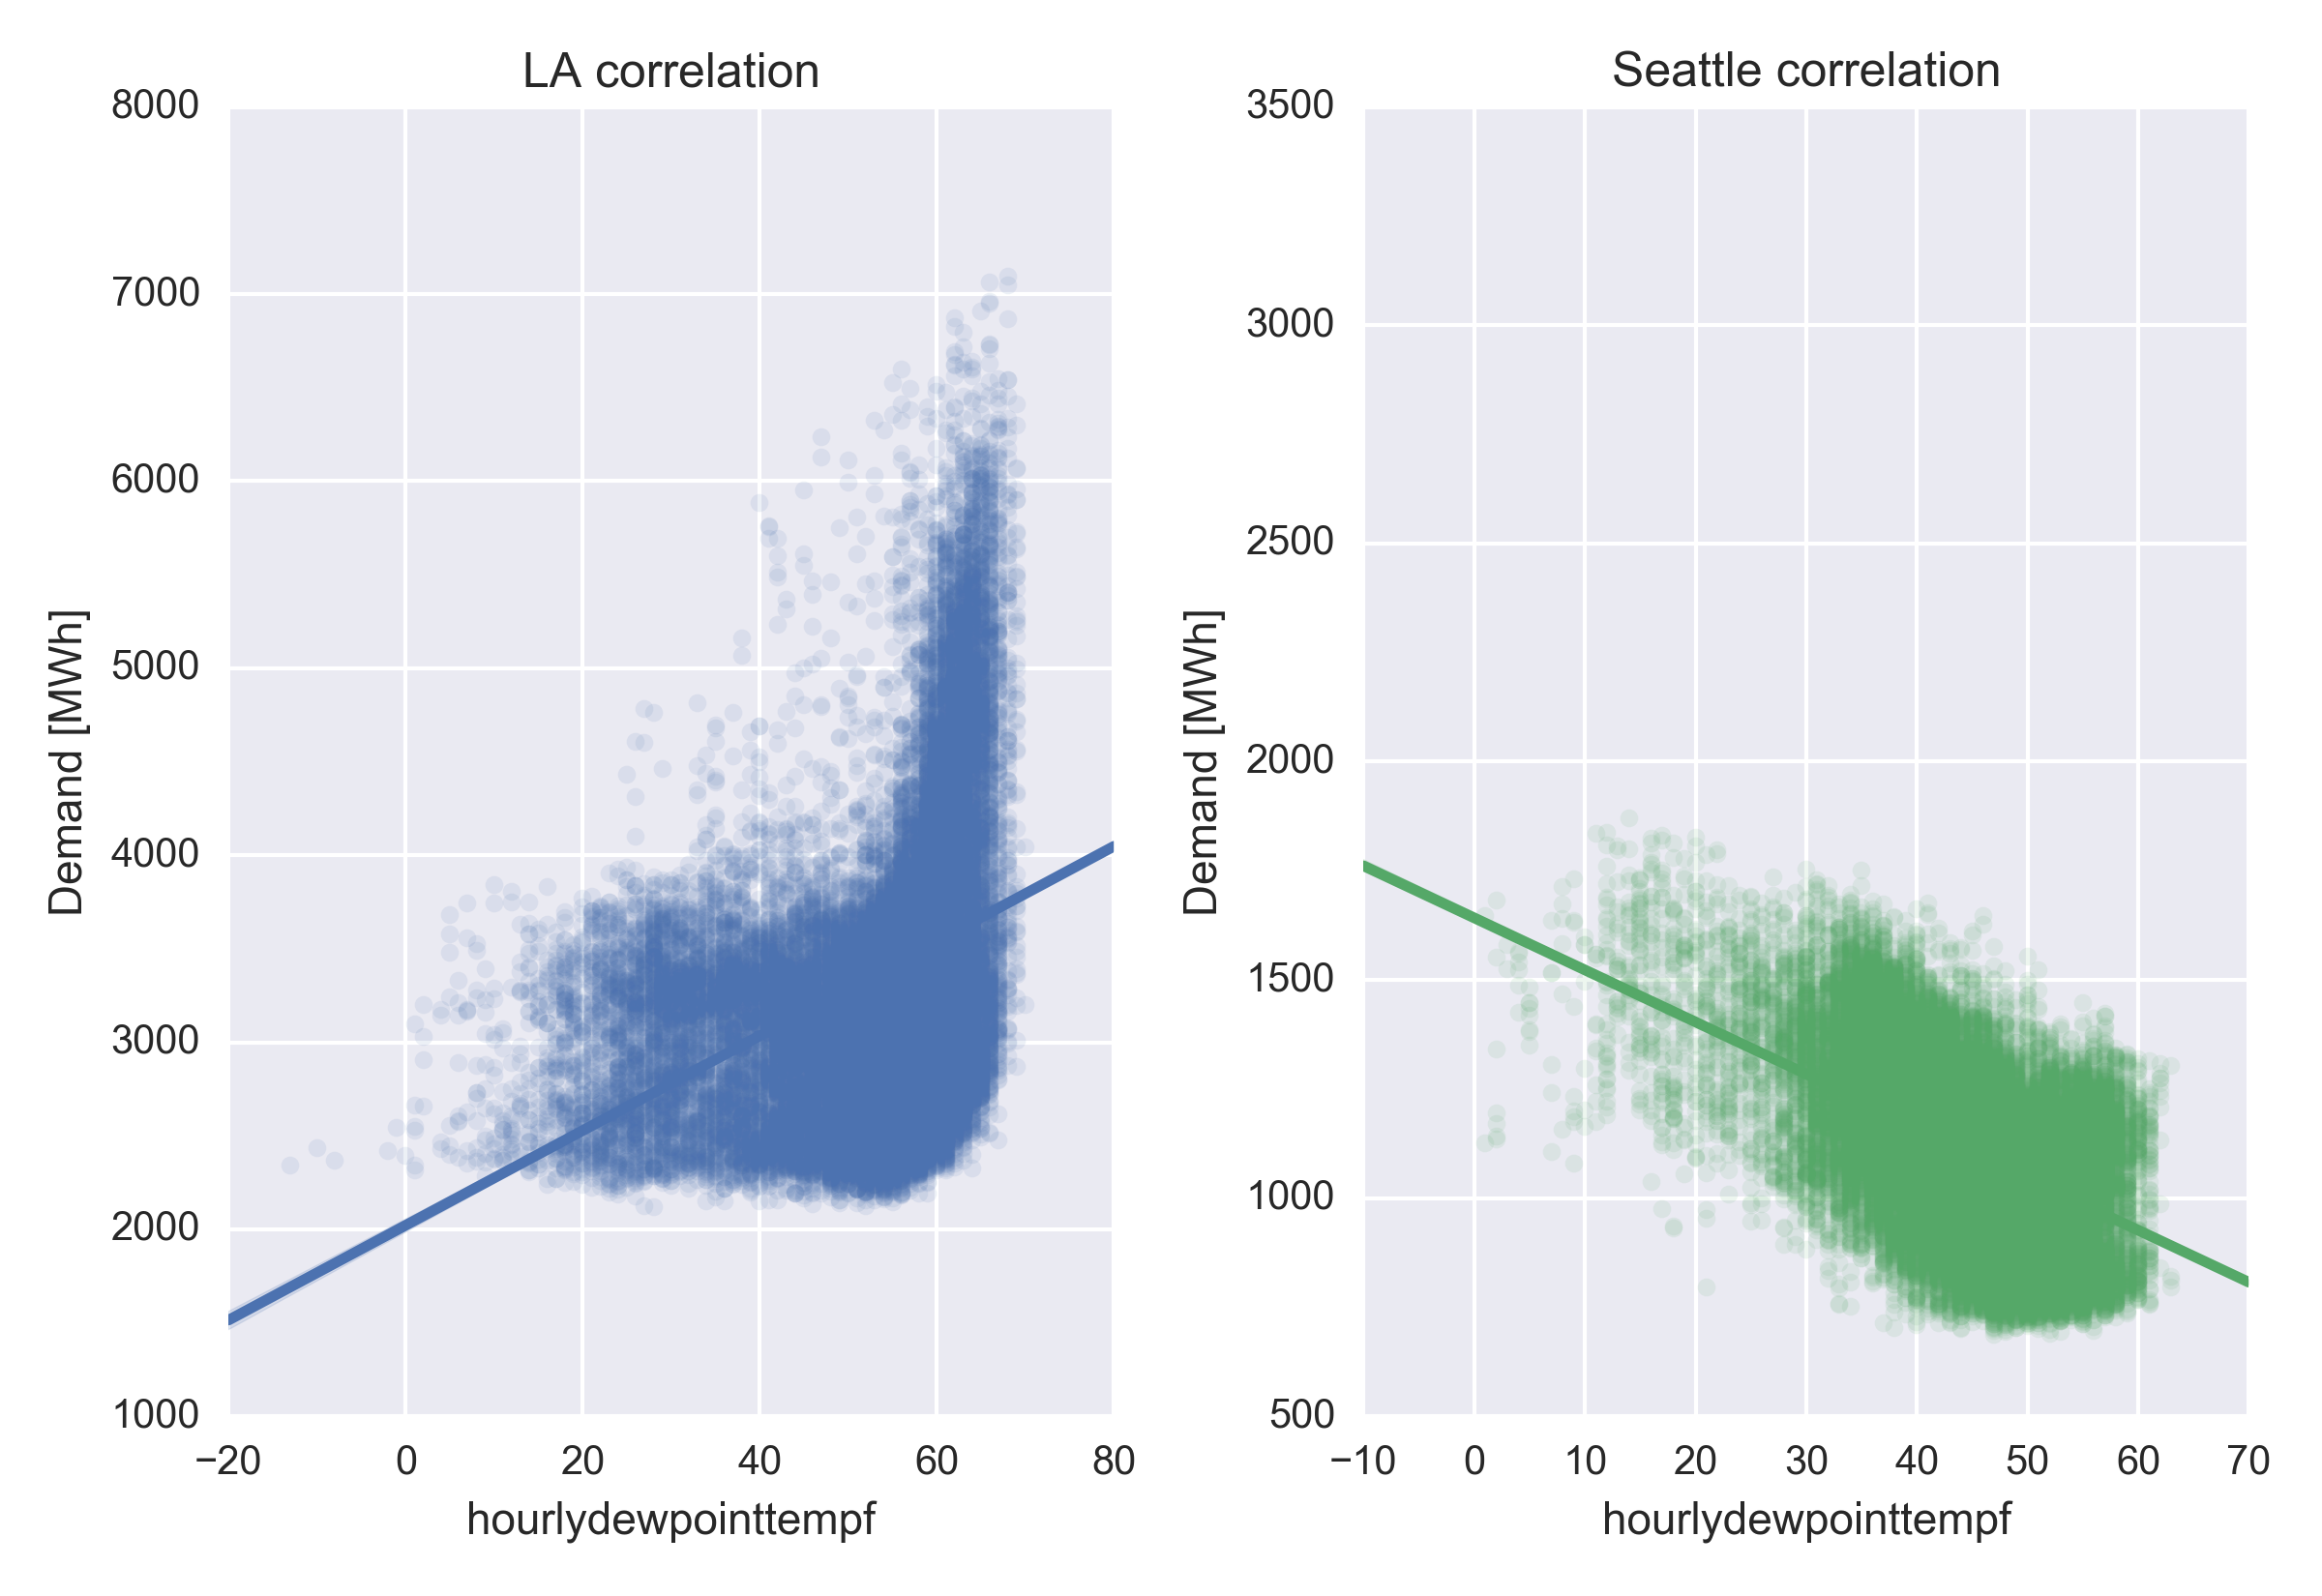 LA correlation
8000
7000
6000
5000
4000
3000
2000
1000
Demand [MWh]
−20 0 20 40 60 80
hourlydewpointtempf
Seattle correlation
3500
3000
2500
2000
1500
1000
500
Demand [MWh]
−10 0 10 20 30 40 50 60 70
hourlydewpointtempf